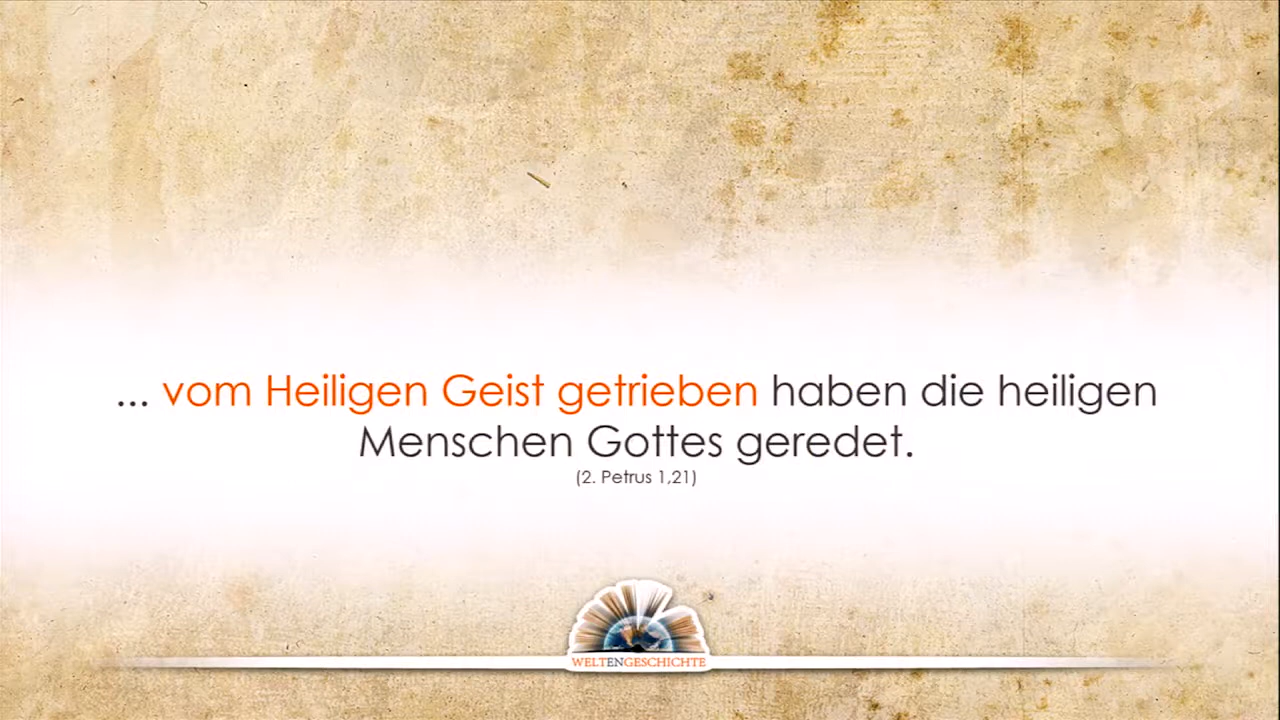 ... vom Heiligen Geist getrieben haben die heiligen
Menschen Gottes geredet.
(2. Petrus 1,21)
WELTENGESCHICHTE